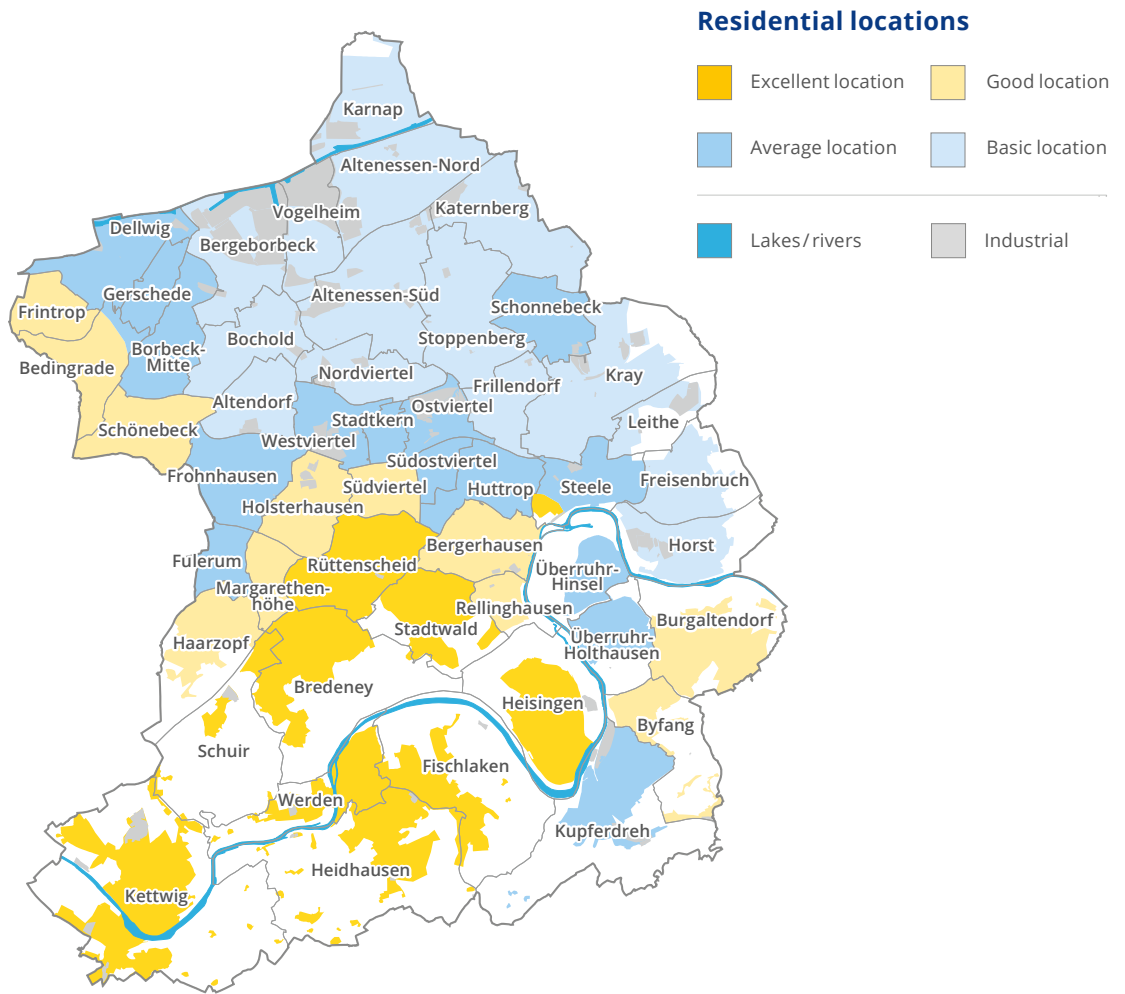 Residential locations
Excellent location
Good location
Average location
Basic location
Lakes/rivers
Industrial
Karnap
Altenessen-Nord
Katernberg
Vogelheim
Dellwig
Bergeborbeck
Gerschede
Altenessen-Süd
Schonnebeck
Frintrop
Bochold
Stoppenberg
Borbeck-
Mitte
Bedingrade
Nordviertel
Kray
Frillendorf
Altendorf
Ostviertel
Stadtkern
Leithe
Schönebeck
Westviertel
Südostviertel
Frohnhausen
Südviertel
Huttrop
Steele
Freisenbruch
Holsterhausen
Bergerhausen
Horst
Fulerum
Rüttenscheid
Überruhr-
Hinsel
Margarethen-
höhe
Rellinghausen
Burgaltendorf
Stadtwald
Haarzopf
Überruhr-
Holthausen
Bredeney
Heisingen
Byfang
Schuir
Fischlaken
Werden
Kupferdreh
Heidhausen
Kettwig